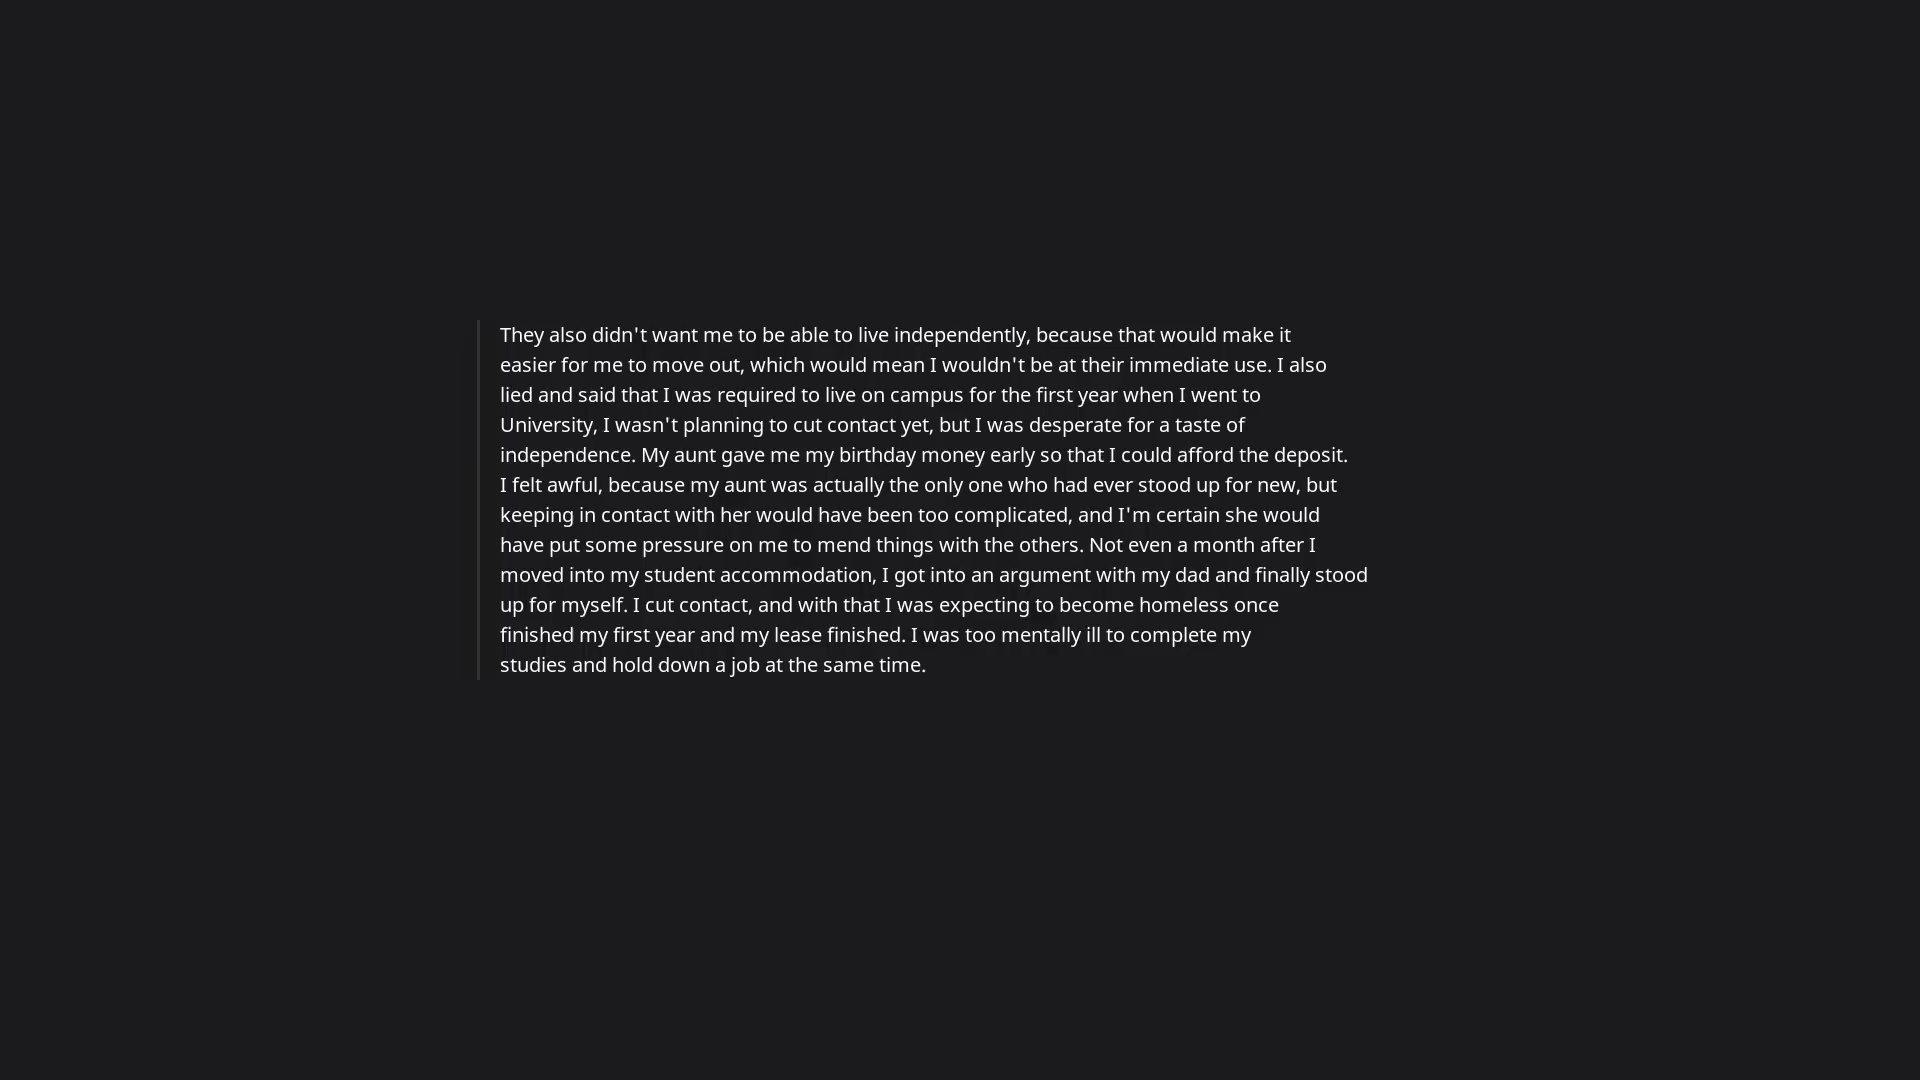 They also didn't want me to be able to live independently, because that would make it
easier for me to move out, which would mean I wouldn't be at their immediate use. I also
lied and said that I was required to live on campus for the first year when I went to
University, I wasn't planning to cut contact yet, but I was desperate for a taste of
independence. My aunt gave me my birthday money early so that I could afford the deposit.
I felt awful, because my aunt was actually the only one who had ever stood up for new, but
keeping in contact with her would have been too complicated, and I'm certain she would
have put some pressure on me to mend things with the others. Not even a month after I
moved into my student accommodation, I got into an argument with my dad and finally stood
up for myself. I cut contact, and with that I was expecting to become homeless once
finished my first year and my lease finished. I was too mentally ill to complete my
studies and hold down a job at the same time.